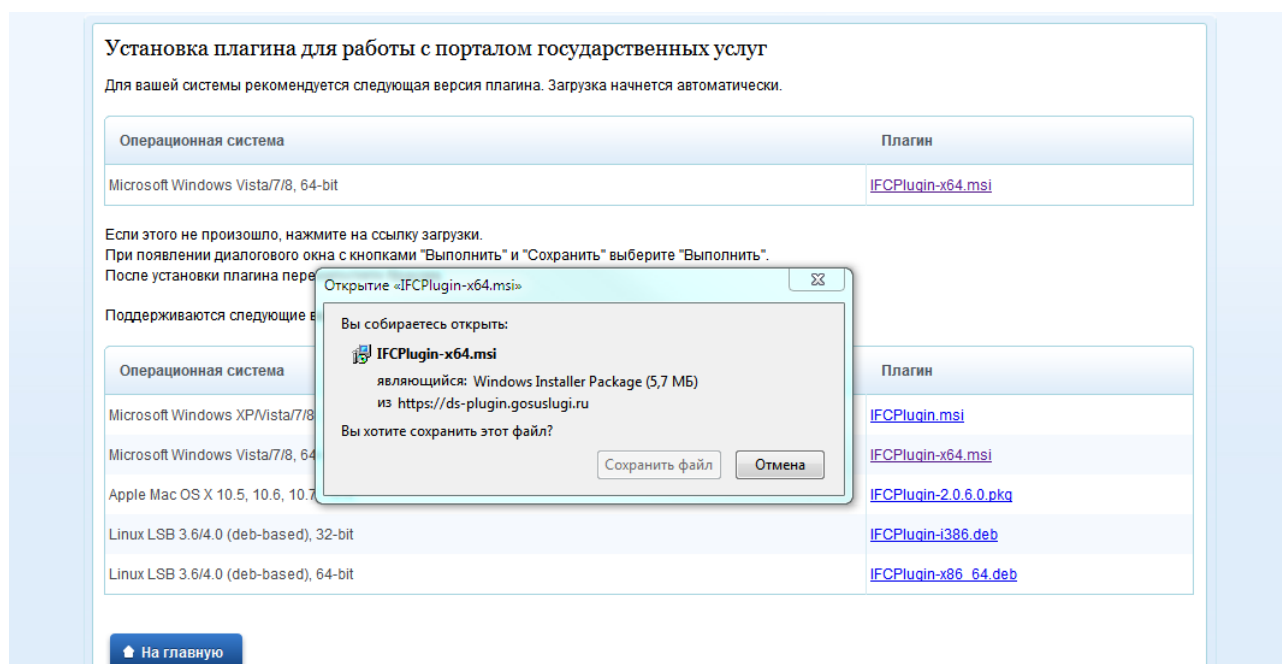 Установка плагина для работы с порталом государственных услуг
Для вашей системы рекомендуется следующая версия плагина. Загрузка начнется автоматически.
Операционная система Плагин
Microsoft Windows Vista/7/8, 64-bit IFCPlugin-x64.msi
Если этого не произошло, нажмите на ссылку загрузки.
При появлении диалогового окна с кнопками "Выполнить" и "Сохранить" выберите "Выполнить".
После установки плагина пере
Поддерживаются следующие в
Открытие «IFCPlugin-x64.msi»
Вы собираетесь открыть:
IFCPlugin-x64.msi
являющийся: Windows Installer Package (5,7 МБ)
из https://ds-plugin.gosuslugi.ru
Вы хотите сохранить этот файл?
Сохранить файл Отмена
Операционная система Плагин
Microsoft Windows XP/Vista/7/8 IFCPlugin.msi
Microsoft Windows Vista/7/8, 64 IFCPlugin-x64.msi
Apple Mac OS X 10.5, 10.6, 10.7 IFCPlugin-2.0.6.0.pkg
Linux LSB 3.6/4.0 (deb-based), 32-bit IFCPlugin-i386.deb
Linux LSB 3.6/4.0 (deb-based), 64-bit IFCPlugin-x86_64.deb
На главную